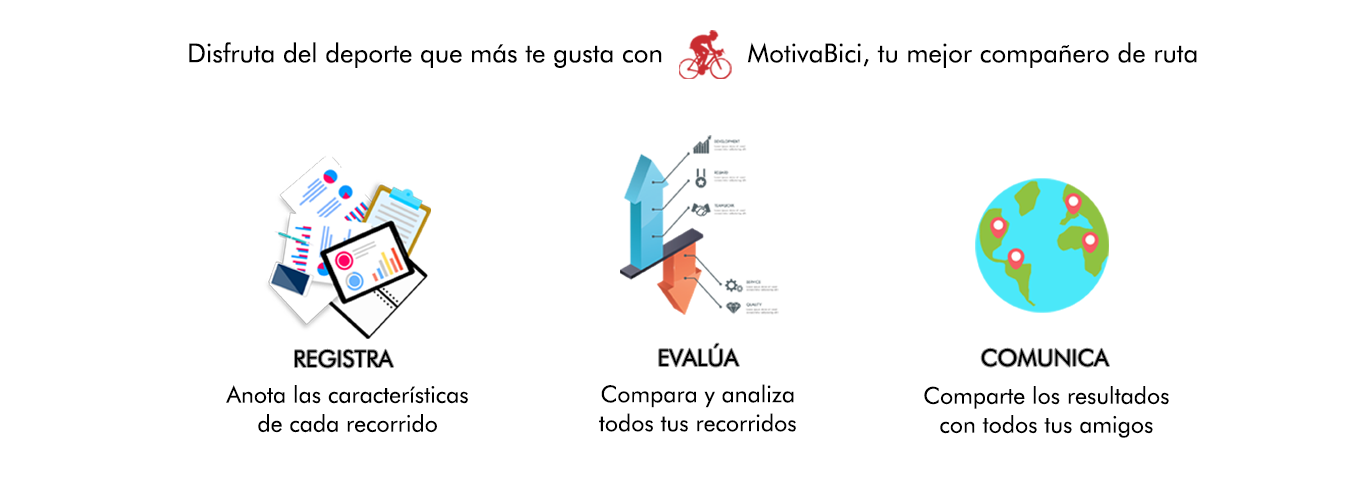 Disfruta del deporte que más te gusta con MotivaBici, tu mejor compañero de ruta
DEVELOPMENT
TEAMWORK
SERVICE
QUALITY
REGISTRA
Anota las características
de cada recorrido
EVALÚA
Compara y analiza
todos tus recorridos
COMUNICA
Comparte los resultados
con todos tus amigos